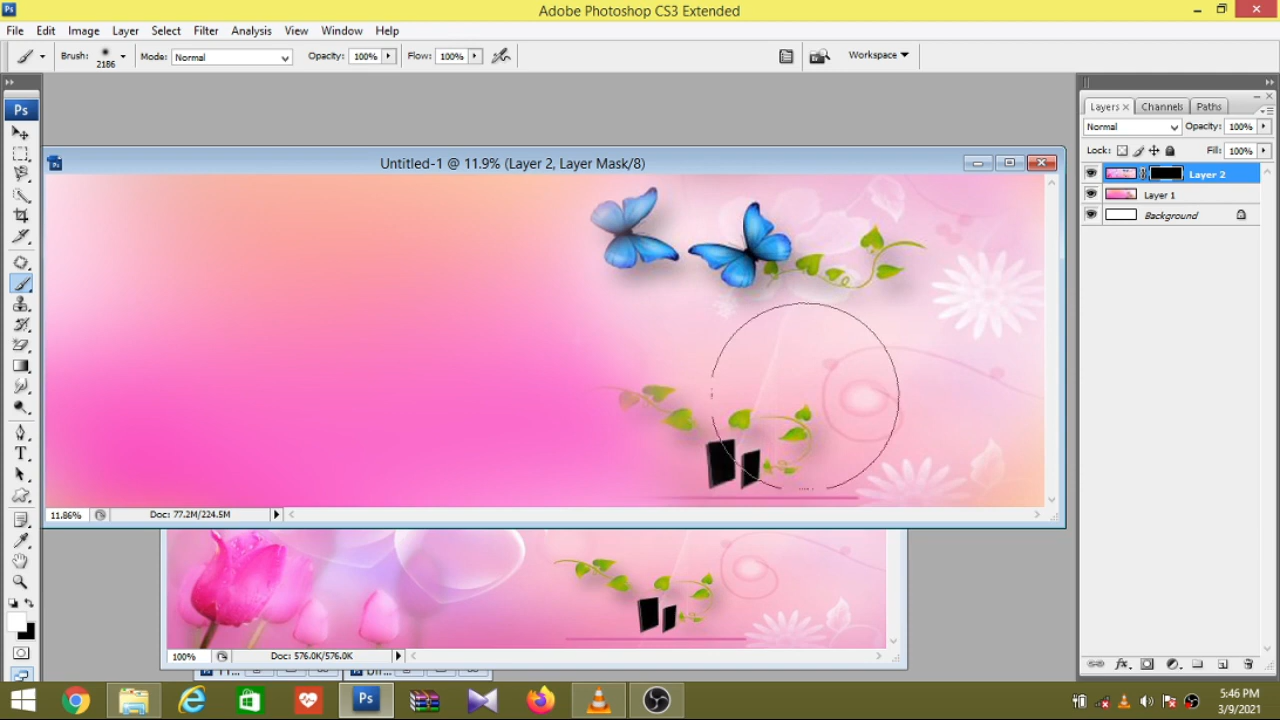 Adobe Photoshop CS3 Extended
File Edit Image Layer Select Filter Analysis View Window Help
Brush: 2186 Mode: Normal Opacity: 100% Flow: 100% Workspace
Ps
Layers Channels Paths
Normal Opacity: 100%
Lock: Fill: 100%
Layer 2
Layer 1
Background
Untitled-1 @ 11.9% (Layer 2, Layer Mask/8)
11.86% Doc: 77.2M/224.5M
100% Doc: 576.0K/576.0K
Ps
5:46 PM
3/9/2021